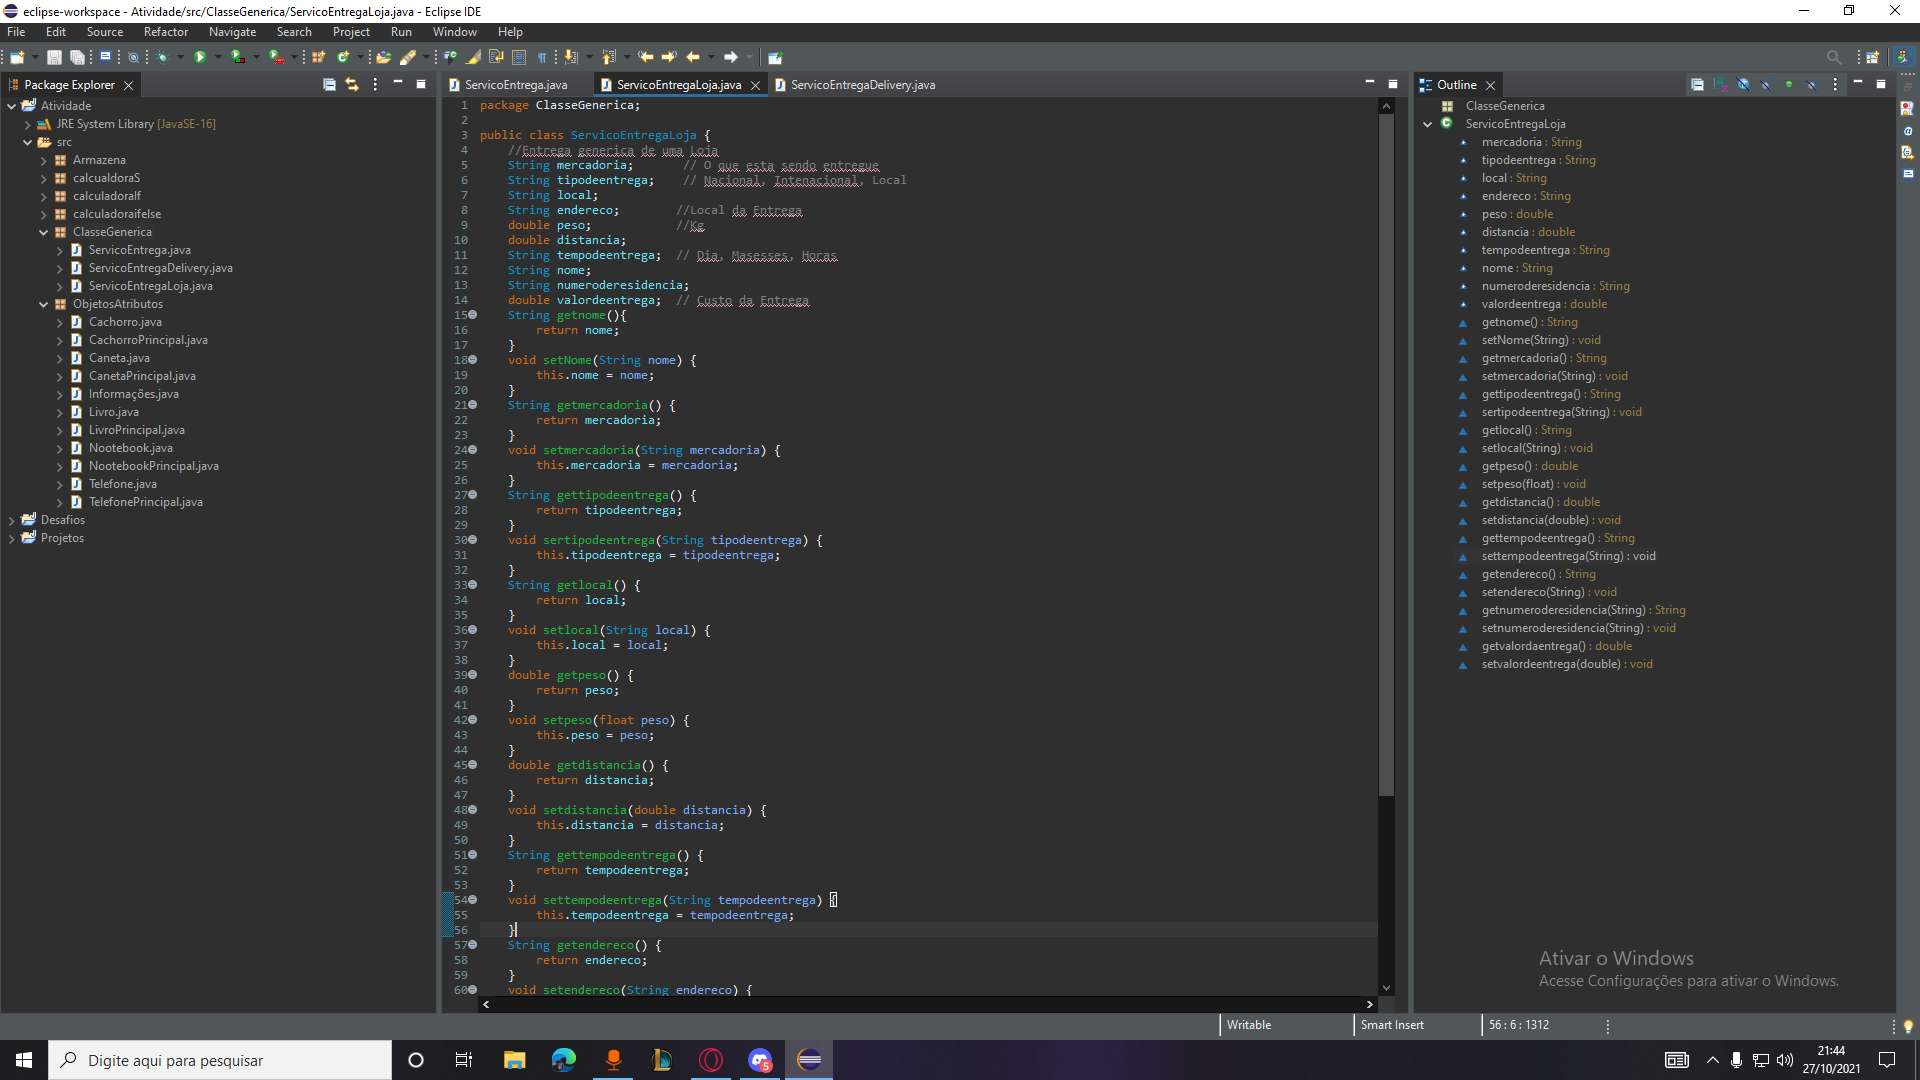 eclipse-workspace - Atividade/src/ClasseGenerica/ServicoEntregaLoja.java - Eclipse IDE
File Edit Source Refactor Navigate Search Project Run Window Help
Package Explorer
Atividade
JRE System Library [JavaSE-16]
src
Armazena
calcualdoraS
calculadoraIf
calculadoraifelse
ClasseGenerica
ServicoEntrega.java
ServicoEntregaDelivery.java
ServicoEntregaLoja.java
ObjetosAtributos
Cachorro.java
CachorroPrincipal.java
Caneta.java
CanetaPrincipal.java
Informações.java
Livro.java
LivroPrincipal.java
Nootebook.java
NootebookPrincipal.java
Telefone.java
TelefonePrincipal.java
Desafios
Projetos
ServicoEntrega.java ServicoEntregaLoja.java ServicoEntregaDelivery.java
1 package ClasseGenerica;
2
3 public class ServicoEntregaLoja {
4 //Entrega generica de uma Loja
5 String mercadoria; // O que esta sendo entregue
6 String tipodeentrega; // Nacional, Intenacional, Local
7 String local;
8 String endereco; //Local da Entrega
9 double peso; //Kg
10 double distancia;
11 String tempodeentrega; // Dia, Masesses, Horas
12 String nome;
13 String numeroderesidencia;
14 double valordeentrega; // Custo da Entrega
15 String getnome(){
16 return nome;
17 }
18 void setNome(String nome) {
19 this.nome = nome;
20 }
21 String getmercadoria() {
22 return mercadoria;
23 }
24 void setmercadoria(String mercadoria) {
25 this.mercadoria = mercadoria;
26 }
27 String gettipodeentrega() {
28 return tipodeentrega;
29 }
30 void sertipodeentrega(String tipodeentrega) {
31 this.tipodeentrega = tipodeentrega;
32 }
33 String getlocal() {
34 return local;
35 }
36 void setlocal(String local) {
37 this.local = local;
38 }
39 double getpeso() {
40 return peso;
41 }
42 void setpeso(float peso) {
43 this.peso = peso;
44 }
45 double getdistancia() {
46 return distancia;
47 }
48 void setdistancia(double distancia) {
49 this.distancia = distancia;
50 }
51 String gettempodeentrega() {
52 return tempodeentrega;
53 }
54 void settempodeentrega(String tempodeentrega) {
55 this.tempodeentrega = tempodeentrega;
56 }
57 String getendereco() {
58 return endereco;
59 }
60 void setendereco(String endereco) {
Outline
ClasseGenerica
ServicoEntregaLoja
mercadoria : String
tipodeentrega : String
local : String
endereco : String
peso : double
distancia : double
tempodeentrega : String
nome : String
numeroderesidencia : String
valordeentrega : double
getnome() : String
setNome(String) : void
getmercadoria() : String
setmercadoria(String) : void
gettipodeentrega() : String
sertipodeentrega(String) : void
getlocal() : String
setlocal(String) : void
getpeso() : double
setpeso(float) : void
getdistancia() : double
setdistancia(double) : void
gettempodeentrega() : String
settempodeentrega(String) : void
getendereco() : String
setendereco(String) : void
getnumeroderesidencia(String) : String
setnumeroderesidencia(String) : void
getvalordaentrega() : double
setvalordeentrega(double) : void
Ativar o Windows
Acesse Configurações para ativar o Windows.
Writable Smart Insert 56 : 6 : 1312
Digite aqui para pesquisar
5
21:44
27/10/2021